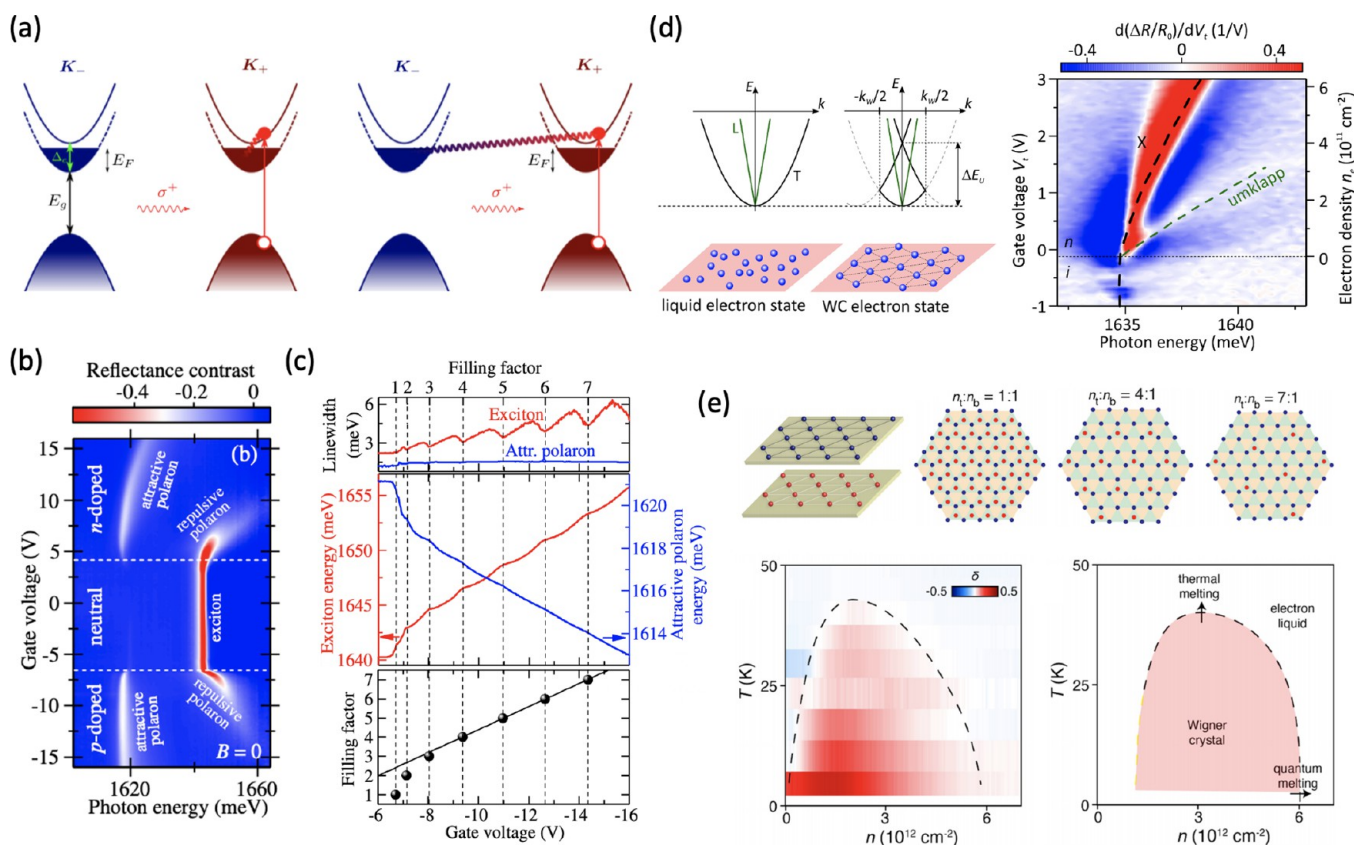 (a)
K₋
K₊
K₋
K₊
Δc
E_F
E_g
σ⁺
E_F
σ⁺
(b)
Reflectance contrast
-0.4 -0.2 0
(b)
Gate voltage (V)
15
10
5
0
-5
-10
-15
n-doped
neutral
p-doped
attractive
polaron
repulsive
polaron
exciton
repulsive
polaron
attractive
polaron
B = 0
1620 1640 1660
Photon energy (meV)
(c)
Filling factor
1 2 3 4 5 6 7
Linewidth
(meV)
6
3
Exciton
Attr. polaron
Exciton energy (meV)
1655
1650
1645
1640
1620
1618
1616
1614
Attractive polaron
energy (meV)
Filling factor
7
6
5
4
3
2
1
-6 -8 -10 -12 -14 -16
Gate voltage (V)
(d)
E
k
L
T
-k_w/2
E
k_w/2
k
ΔE_U
liquid electron state
WC electron state
d(ΔR/R₀)/dV_t (1/V)
-0.4 0 0.4
Gate voltage V_t (V)
3
2
1
0
-1
n
i
X
umklapp
6
4
2
0
Electron density n_e (10¹¹ cm⁻²)
1635 1640
Photon energy (meV)
(e)
n_t:n_b = 1:1
n_t:n_b = 4:1
n_t:n_b = 7:1
T (K)
50
25
0
δ
-0.5 0.5
0 3 6
n (10¹² cm⁻²)
T (K)
50
25
0
thermal
melting
electron
liquid
Wigner
crystal
quantum
melting
0 3 6
n (10¹² cm⁻²)